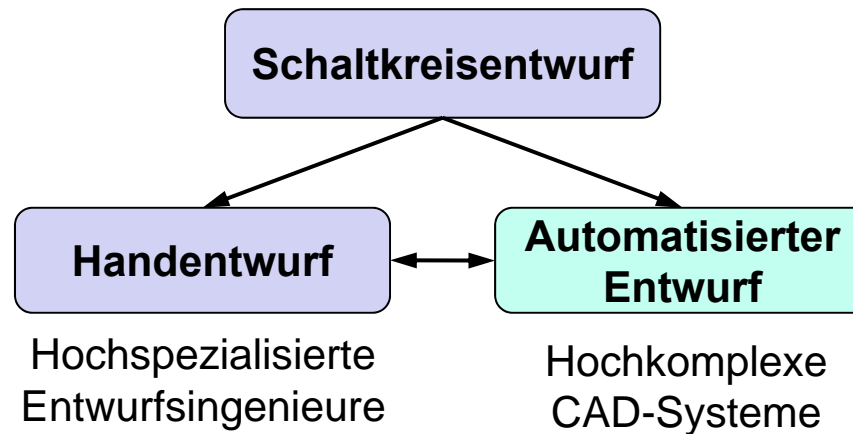 Schaltkreisentwurf
Handentwurf
Automatisierter
Entwurf
Hochspezialisierte
Entwurfsingenieure
Hochkomplexe
CAD-Systeme